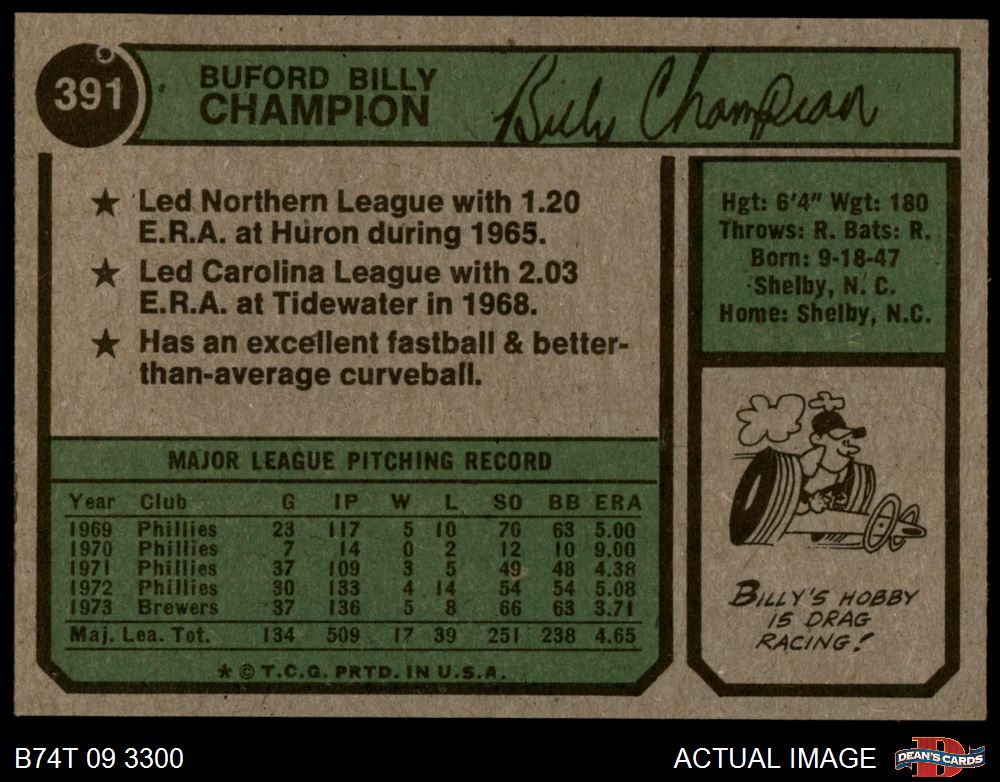 391
BUFORD BILLY
CHAMPION
Billy Champion
★ Led Northern League with 1.20
E.R.A. at Huron during 1965.
★ Led Carolina League with 2.03
E.R.A. at Tidewater in 1968.
★ Has an excellent fastball & better-
than-average curveball.
Hgt: 6'4" Wgt: 180
Throws: R. Bats: R.
Born: 9-18-47
Shelby, N. C.
Home: Shelby, N.C.
MAJOR LEAGUE PITCHING RECORD
Year Club G IP W L SO BB ERA
1969 Phillies 23 117 5 10 70 63 5.00
1970 Phillies 7 14 0 2 12 10 9.00
1971 Phillies 37 109 3 5 49 48 4.38
1972 Phillies 30 133 4 14 54 54 5.08
1973 Brewers 37 136 5 8 66 63 3.71
Maj. Lea. Tot. 134 509 17 39 251 238 4.65
* © T.C.G. PRTD. IN U.S.A.
BILLY'S HOBBY
IS DRAG
RACING!
B74T 09 3300
ACTUAL IMAGE
D
DEAN'S CARDS